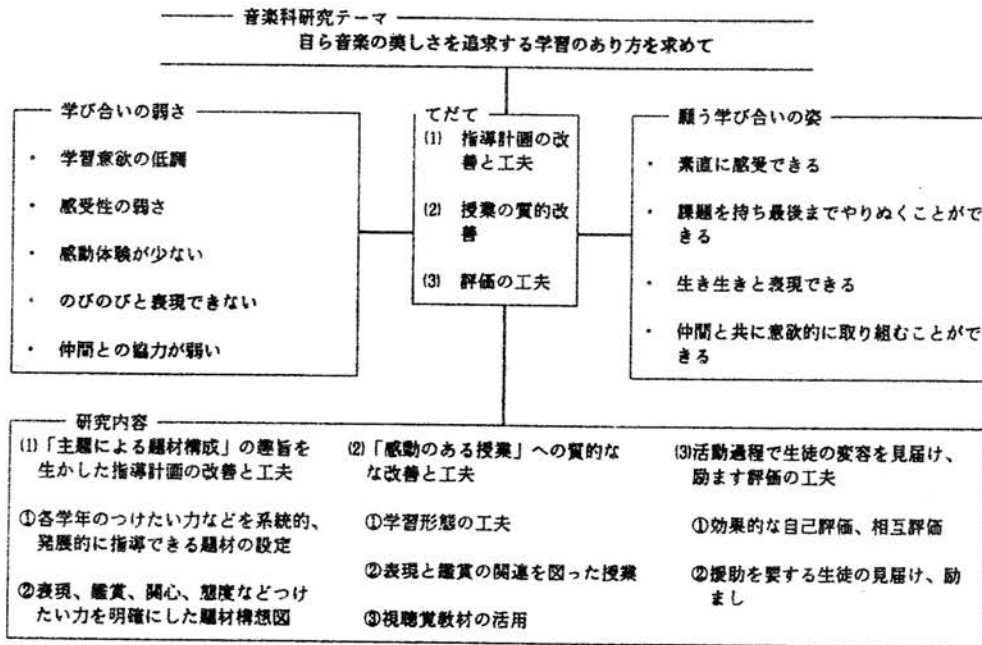 音楽科研究テーマ
自ら音楽の美しさを追求する学習のあり方を求めて
学び合いの弱さ
・ 学習意欲の低調
・ 感受性の弱さ
・ 感動体験が少ない
・ のびのびと表現できない
・ 仲間との協力が弱い
てだて
(1) 指導計画の改
善と工夫
(2) 授業の質的改
善
(3) 評価の工夫
願う学び合いの姿
・ 素直に感受できる
・ 課題を持ち最後までやりぬくことがで
きる
・ 生き生きと表現できる
・ 仲間と共に意欲的に取り組むことがで
きる
研究内容
(1)「主題による題材構成」の趣旨を
生かした指導計画の改善と工夫
①各学年のつけたい力などを系統的、
発展的に指導できる題材の設定
②表現、鑑賞、関心、態度などつけ
たい力を明確にした題材構想図
(2)「感動のある授業」への質的な
な改善と工夫
①学習形態の工夫
②表現と鑑賞の関連を図った授業
③視聴覚教材の活用
(3)活動過程で生徒の変容を見届け、
励ます評価の工夫
①効果的な自己評価、相互評価
②援助を要する生徒の見届け、励
まし